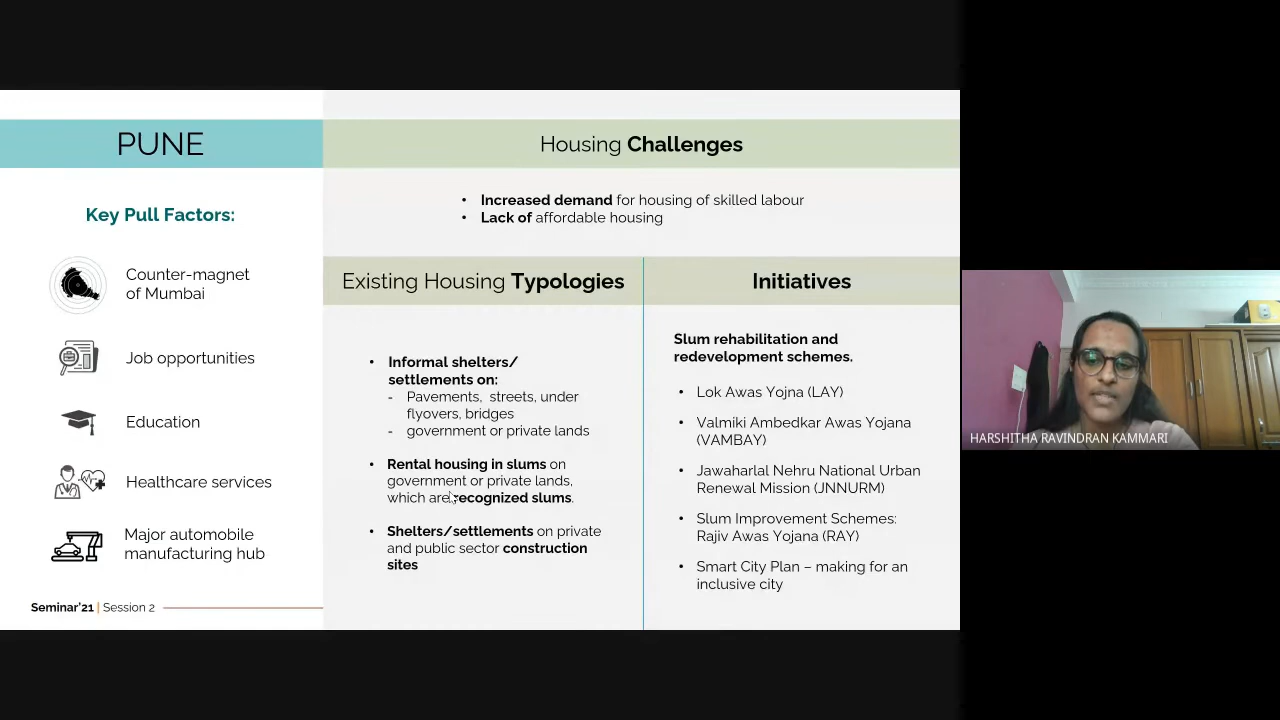 PUNE
Key Pull Factors:
Counter-magnet
of Mumbai
Job opportunities
Education
Healthcare services
Major automobile
manufacturing hub
Seminar'21 | Session 2
Housing Challenges
• Increased demand for housing of skilled labour
• Lack of affordable housing
Existing Housing Typologies
• Informal shelters/
settlements on:
- Pavements, streets, under
flyovers, bridges
- government or private lands
• Rental housing in slums on
government or private lands,
which are recognized slums.
• Shelters/settlements on private
and public sector construction
sites
Initiatives
Slum rehabilitation and
redevelopment schemes.
• Lok Awas Yojna (LAY)
• Valmiki Ambedkar Awas Yojana
(VAMBAY)
• Jawaharlal Nehru National Urban
Renewal Mission (JNNURM)
• Slum Improvement Schemes:
Rajiv Awas Yojana (RAY)
• Smart City Plan – making for an
inclusive city
HARSHITHA RAVINDRAN KAMMARI